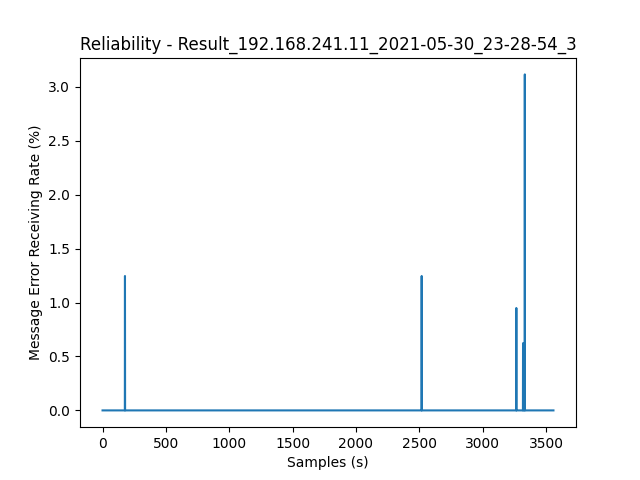 Reliability - Result_192.168.241.11_2021-05-30_23-28-54_3
Message Error Receiving Rate (%)
3.0
2.5
2.0
1.5
1.0
0.5
0.0
0 500 1000 1500 2000 2500 3000 3500
Samples (s)